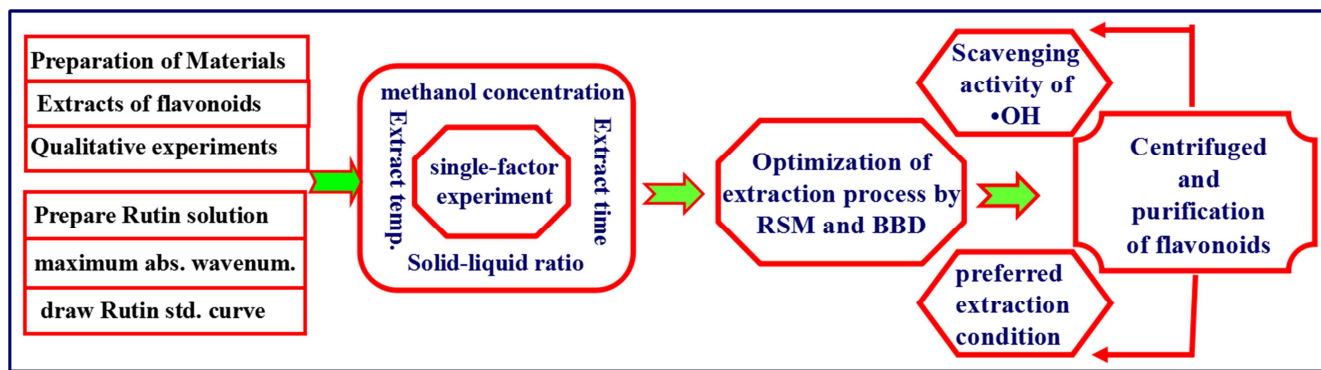 Preparation of Materials
Extracts of flavonoids
Qualitative experiments
Prepare Rutin solution
maximum abs. wavenum.
draw Rutin std. curve
methanol concentration
Extract temp.
single-factor
experiment
Extract time
Solid-liquid ratio
Optimization of
extraction process by
RSM and BBD
Scavenging
activity of
•OH
preferred
extraction
condition
Centrifuged
and
purification
of flavonoids